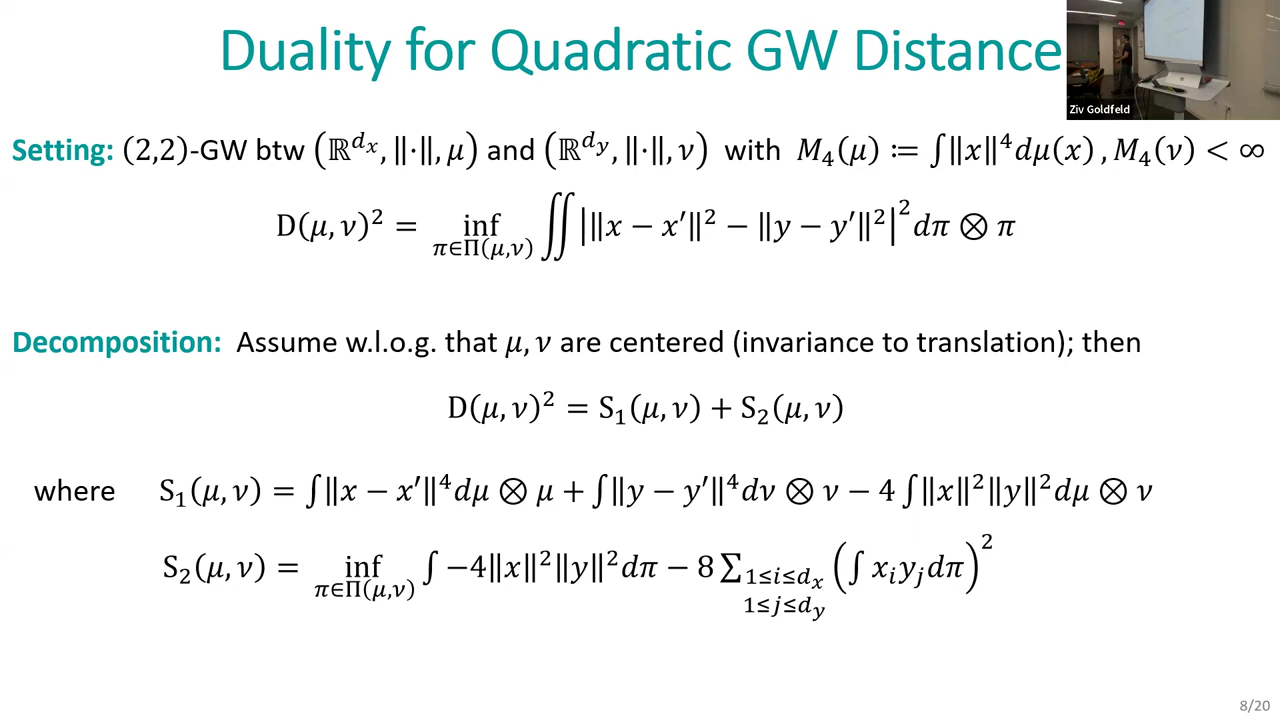 Duality for Quadratic GW Distance
Ziv Goldfeld
Setting: (2,2)-GW btw (ℝ^{d_x}, ‖·‖, μ) and (ℝ^{d_y}, ‖·‖, ν) with M₄(μ) ≔ ∫‖x‖⁴dμ(x), M₄(ν) < ∞
D(μ,ν)² = inf_{π∈Π(μ,ν)} ∬ |‖x − x′‖² − ‖y − y′‖²|² dπ ⊗ π
Decomposition: Assume w.l.o.g. that μ, ν are centered (invariance to translation); then
D(μ,ν)² = S₁(μ,ν) + S₂(μ,ν)
where S₁(μ,ν) = ∫‖x − x′‖⁴dμ ⊗ μ + ∫‖y − y′‖⁴dν ⊗ ν − 4 ∫‖x‖²‖y‖²dμ ⊗ ν
S₂(μ,ν) = inf_{π∈Π(μ,ν)} ∫ −4‖x‖²‖y‖²dπ − 8 ∑_{1≤i≤d_x, 1≤j≤d_y} (∫ x_i y_j dπ)²
8/20